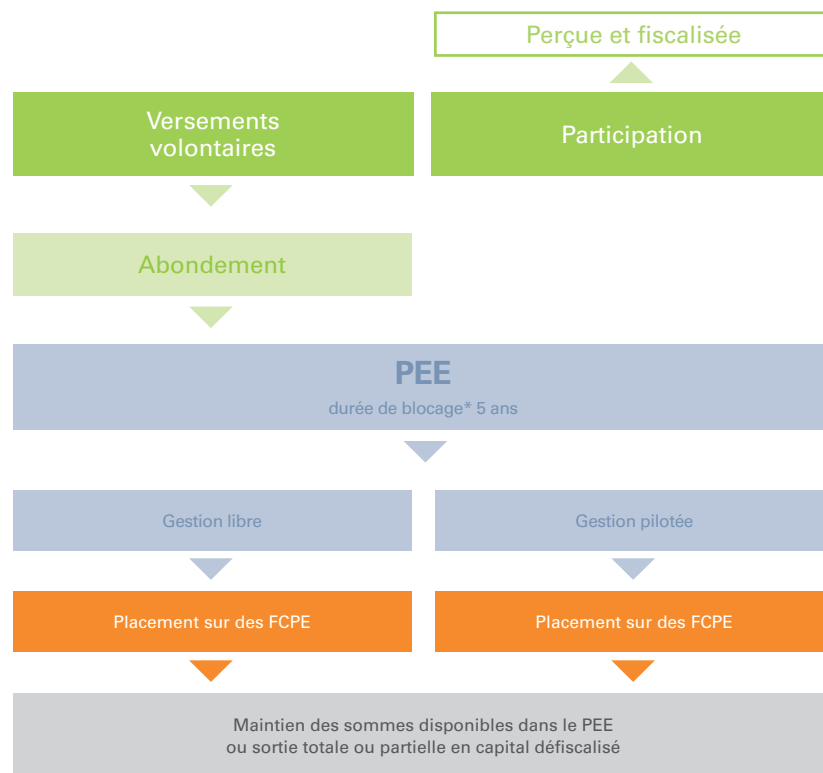 Perçue et fiscalisée
Versements
volontaires
Participation
Abondement
PEE
durée de blocage* 5 ans
Gestion libre
Gestion pilotée
Placement sur des FCPE
Placement sur des FCPE
Maintien des sommes disponibles dans le PEE
ou sortie totale ou partielle en capital défiscalisé